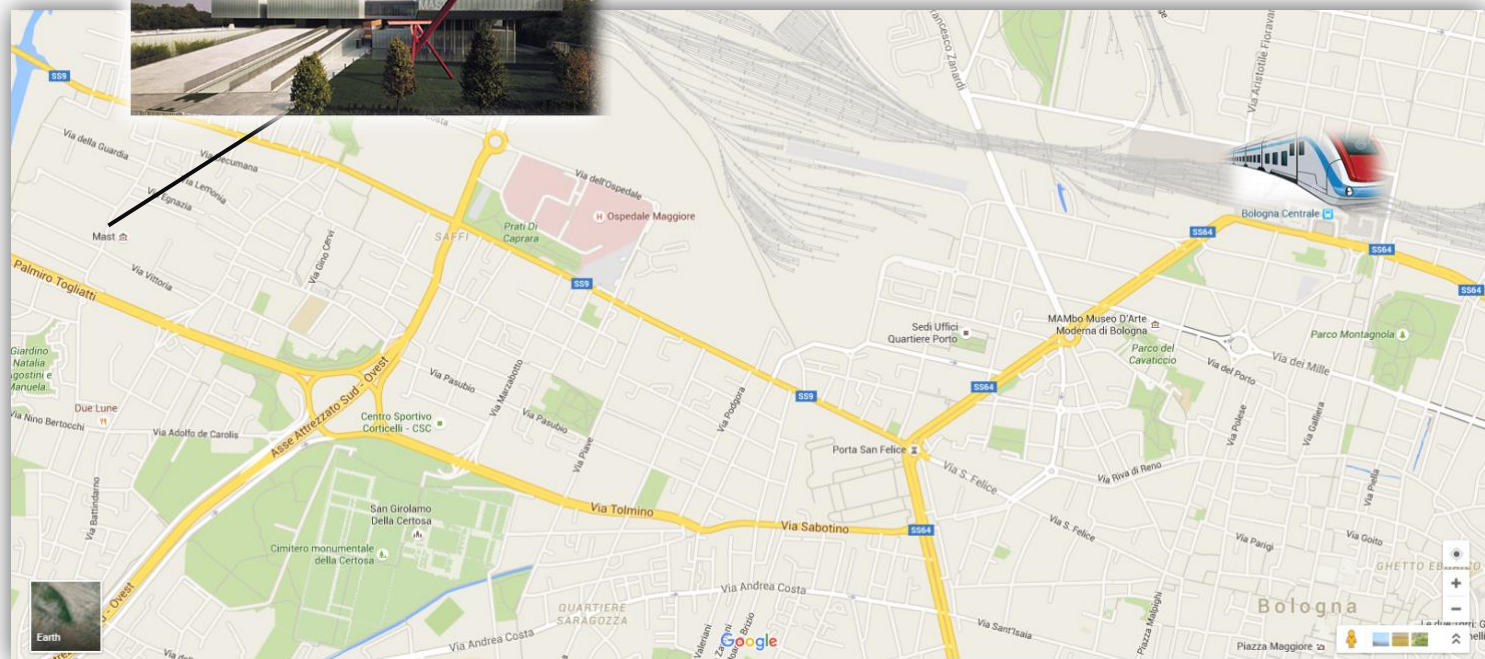 MAST
SS9
Via della Guardia
Via Decumana
Via Lemonia
Via Egnazia
Mast
Via Vittoria
Via Gino Cervi
Palmiro Togliatti
SAFFI
Prati Di
Caprara
Via dell'Ospedale
H Ospedale Maggiore
SS9
Via Aristotile Fioravan
Bologna Centrale
SS64
SS64
SS64
MAMbo Museo D'Arte
Moderna di Bologna
Sedi Uffici
Quartiere Porto
Parco del
Cavaticcio
Via del Porto
Parco Montagnola
Via dei Mille
SS64
SS9
Giardino
Natalia
Manuela
Due Lune
Via Nino Bertocchi
Via Adolfo de Carolis
Via Battindarno
Asse Attrezzato Sud - Ovest
Via Pasubio
Via Marzabotto
Centro Sportivo
Corticelli - CSC
Via Pasubio
Via Piave
Via Podgora
Porta San Felice
Via S. Felice
Via Riva di Reno
Via Polese
Via Galliera
Via Piella
San Girolamo
Della Certosa
Cimitero monumentale
della Certosa
Via Tolmino
Via Sabotino
SS64
Via S. Felice
Via Parigi
Via Goito
Via Andrea Costa
QUARTIERE
SARAGOZZA
Via Andrea Costa
Valeriani
Via Sant'Isaia
Piazza Malpighi
Bologna
Piazza Maggiore
Earth
- Ovest
Google